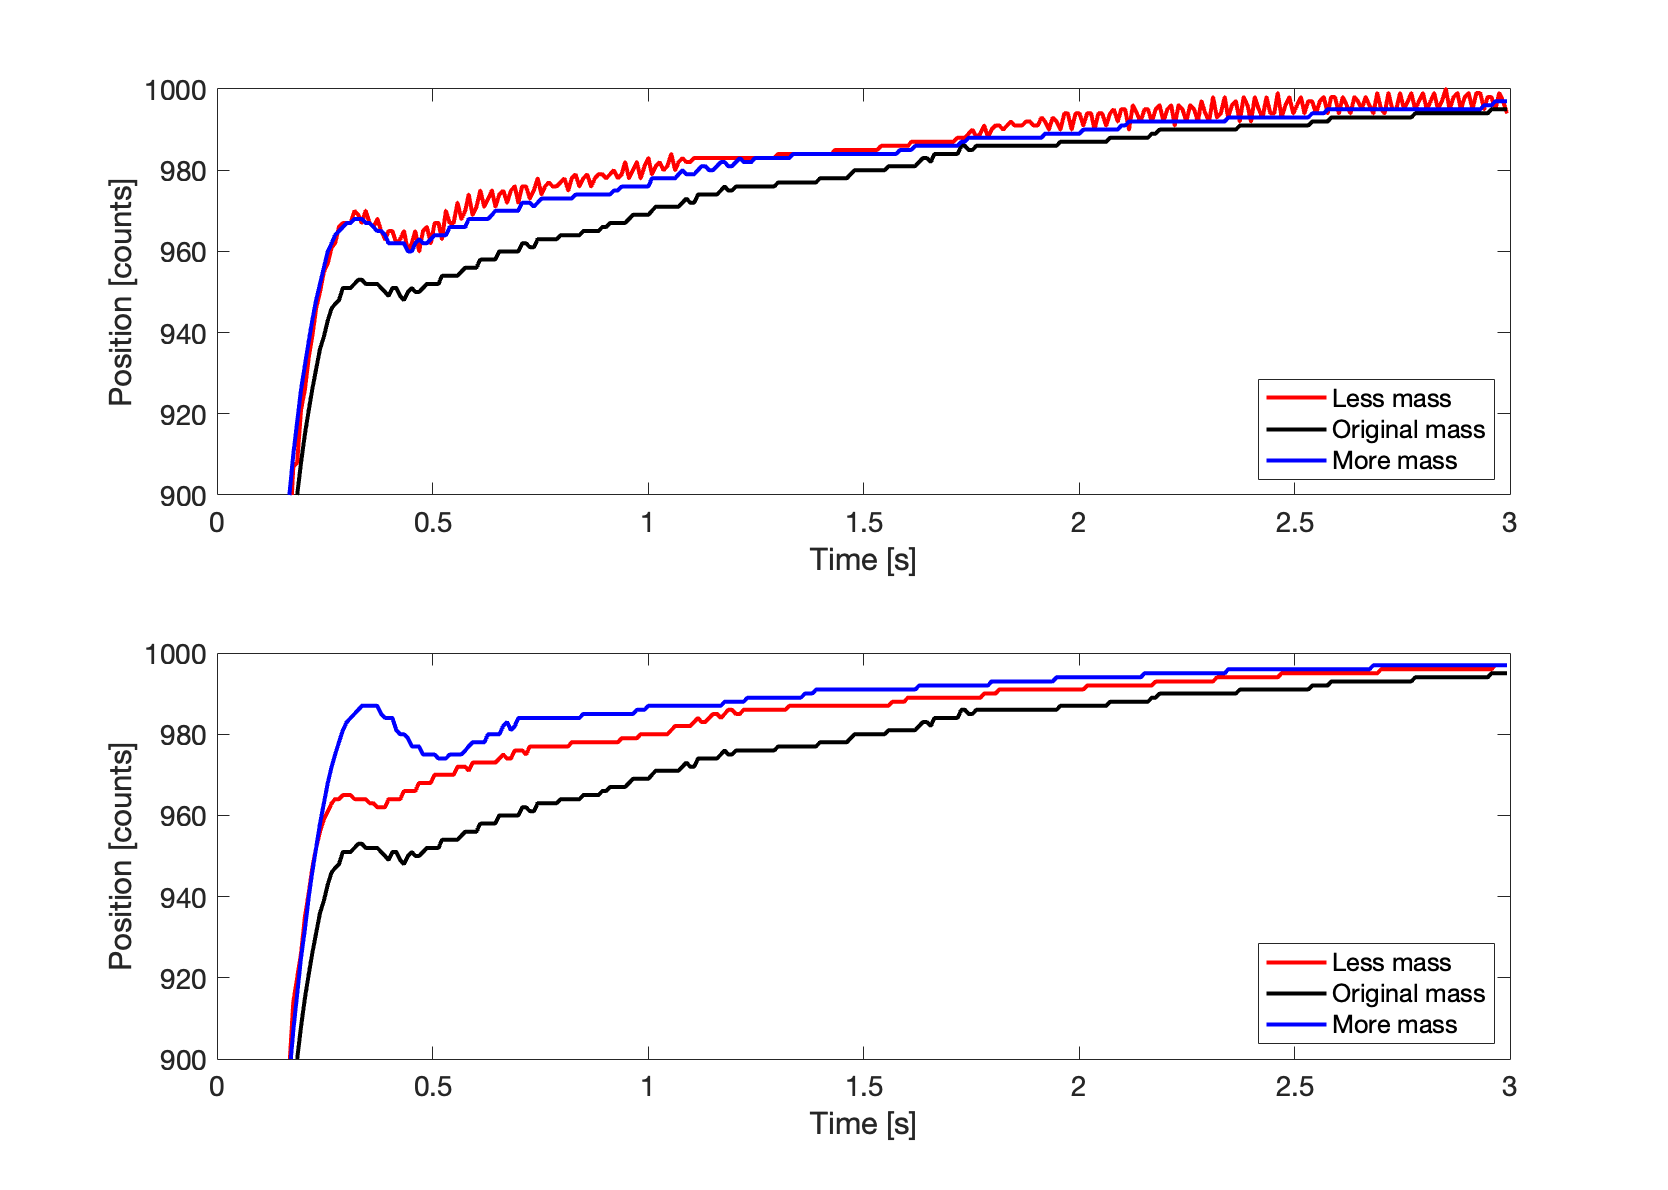 1000
980
960
940
920
900
Position [counts]
0 0.5 1 1.5 2 2.5 3
Time [s]
Less mass
Original mass
More mass
1000
980
960
940
920
900
Position [counts]
0 0.5 1 1.5 2 2.5 3
Time [s]
Less mass
Original mass
More mass